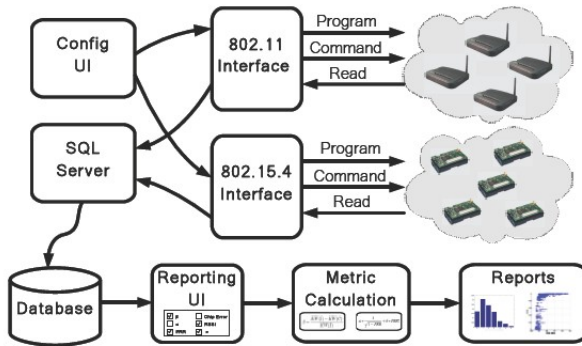 Config
UI
802.11
Interface
Program
Command
Read
SQL
Server
802.15.4
Interface
Program
Command
Read
Database
Reporting
UI
Chip Error
RSSI
Metric
Calculation
Reports